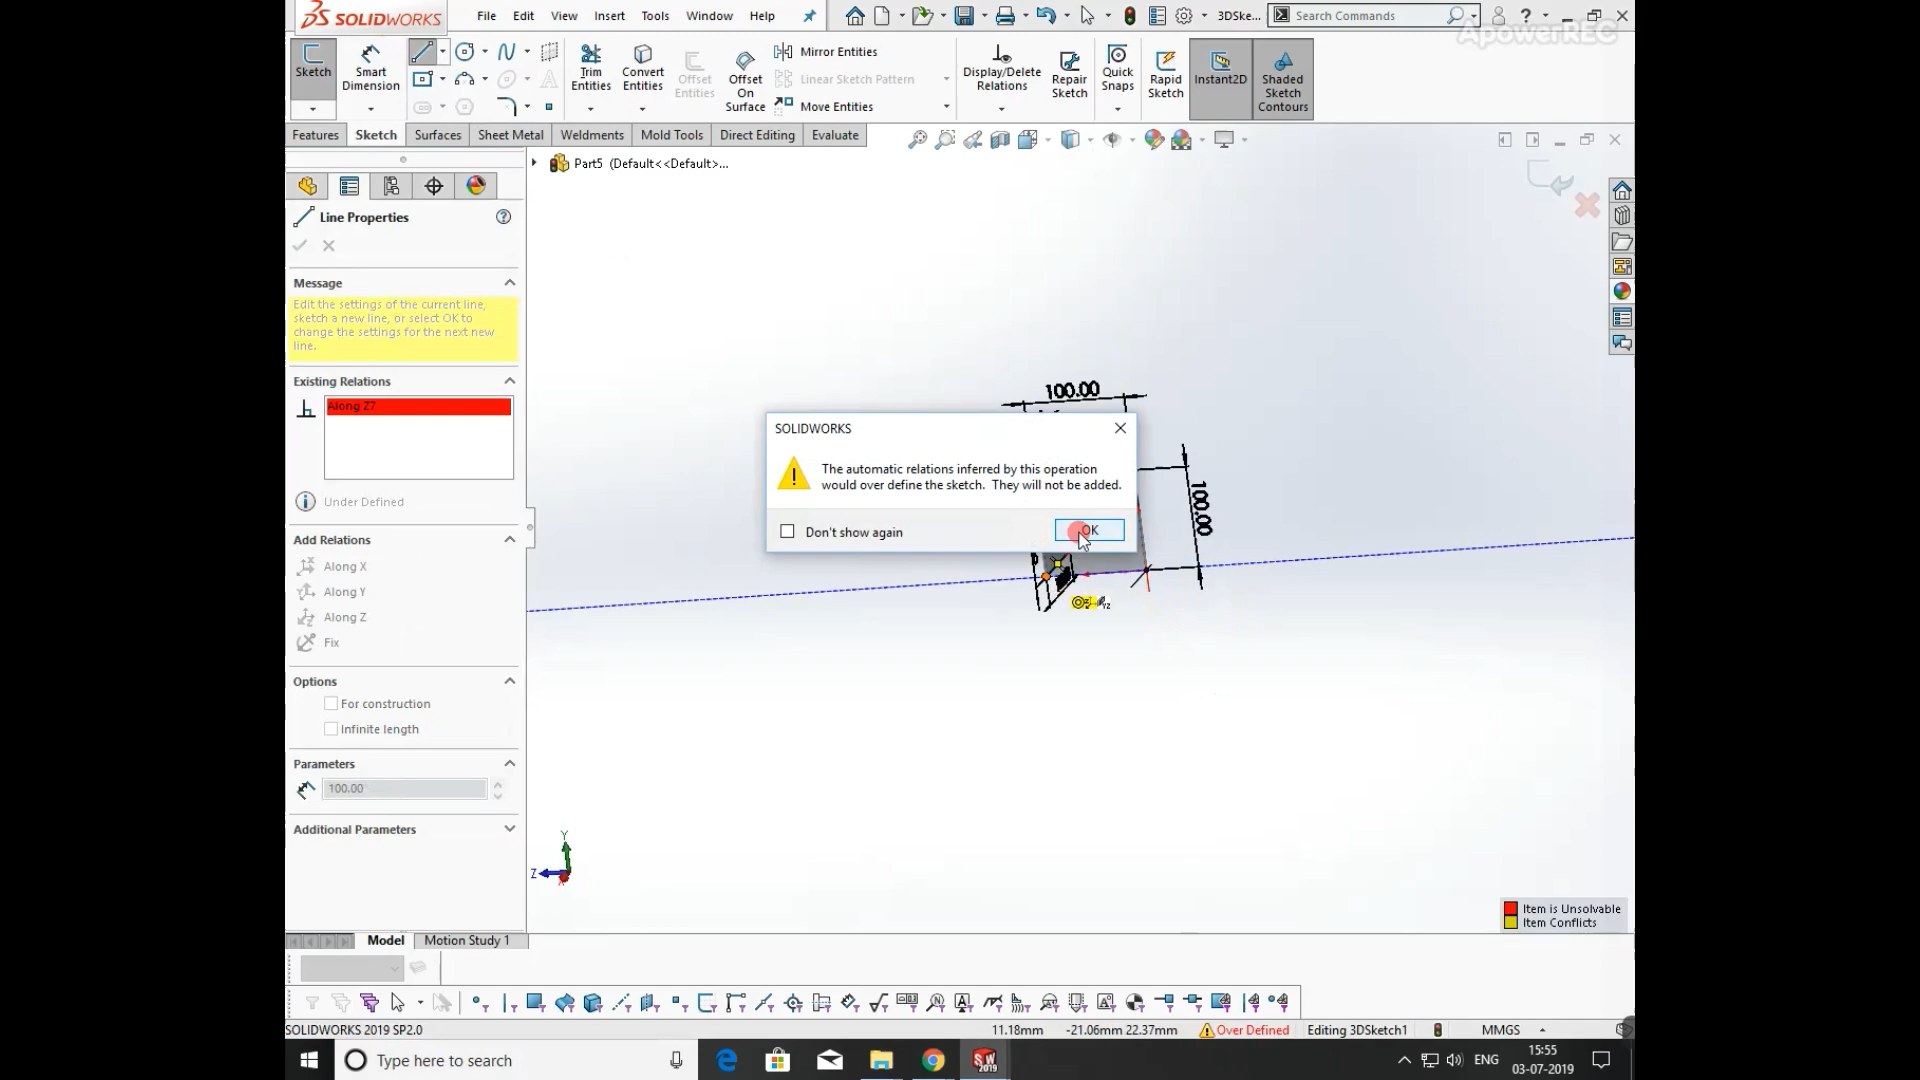 SOLIDWORKS
File Edit View Insert Tools Window Help
3DSke...
Search Commands
ApowerREC
Sketch
Smart Dimension
Trim Entities
Convert Entities
Offset Entities
Offset On Surface
Mirror Entities
Linear Sketch Pattern
Move Entities
Display/Delete Relations
Repair Sketch
Quick Snaps
Rapid Sketch
Instant2D
Shaded Sketch Contours
Features Sketch Surfaces Sheet Metal Weldments Mold Tools Direct Editing Evaluate
Part5 (Default<<Default>...
Line Properties
Message
Edit the settings of the current line,
sketch a new line, or select OK to
change the settings for the next new
line.
Existing Relations
Along Z7
Under Defined
Add Relations
Along X
Along Y
Along Z
Fix
Options
For construction
Infinite length
Parameters
100.00
Additional Parameters
100.00
100.00
SOLIDWORKS
The automatic relations inferred by this operation
would over define the sketch. They will not be added.
Don't show again
OK
Y
Z
Item is Unsolvable
Item Conflicts
Model Motion Study 1
SOLIDWORKS 2019 SP2.0
11.18mm -21.06mm 22.37mm Over Defined Editing 3DSketch1 MMGS
Type here to search
SW 2019
ENG
15:55
03-07-2019